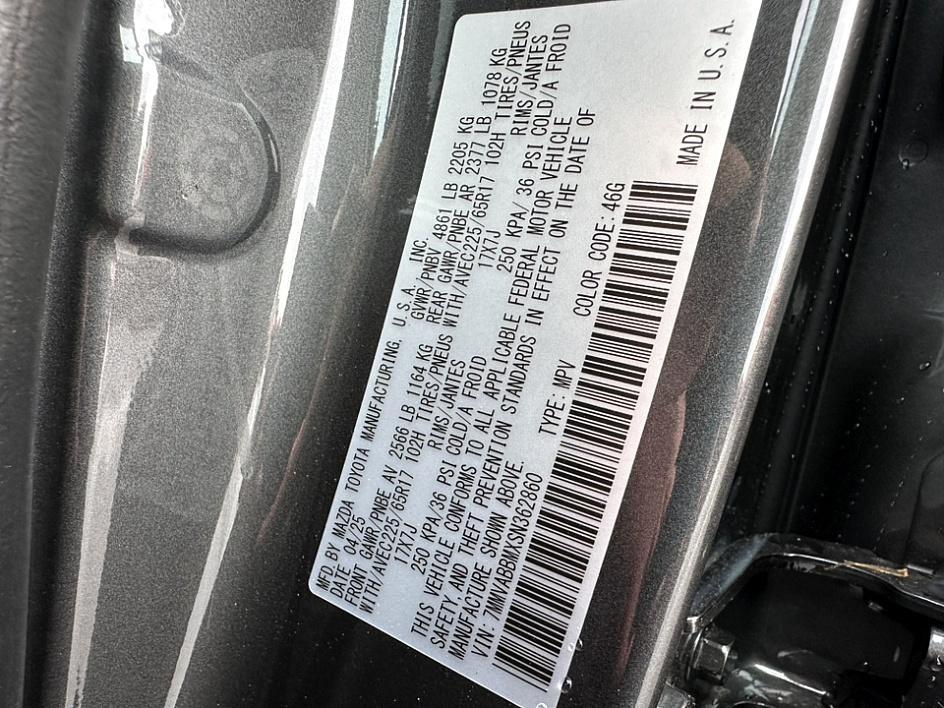 MFD. BY MAZDA TOYOTA MANUFACTURING, U.S.A. INC.
DATE 04/25 GVWR/PNBV 4861 LB 2205 KG
FRONT GAWR/PNBE AV 2566 LB 1164 KG REAR GAWR/PNBE AR 2377 LB 1078 KG
WITH/AVEC225/65R17 102H TIRES/PNEUS WITH/AVEC225/65R17 102H TIRES/PNEUS
17X7J RIMS/JANTES 17X7J RIMS/JANTES
250 KPA/36 PSI COLD/A FROID 250 KPA/ 36 PSI COLD/A FROID
THIS VEHICLE CONFORMS TO ALL APPLICABLE FEDERAL MOTOR VEHICLE
SAFETY, AND THEFT PREVENTION STANDARDS IN EFFECT ON THE DATE OF
MANUFACTURE SHOWN ABOVE.
VIN: 7MMVABBMXSN362860 TYPE: MPV COLOR CODE: 46G
MADE IN U.S.A.